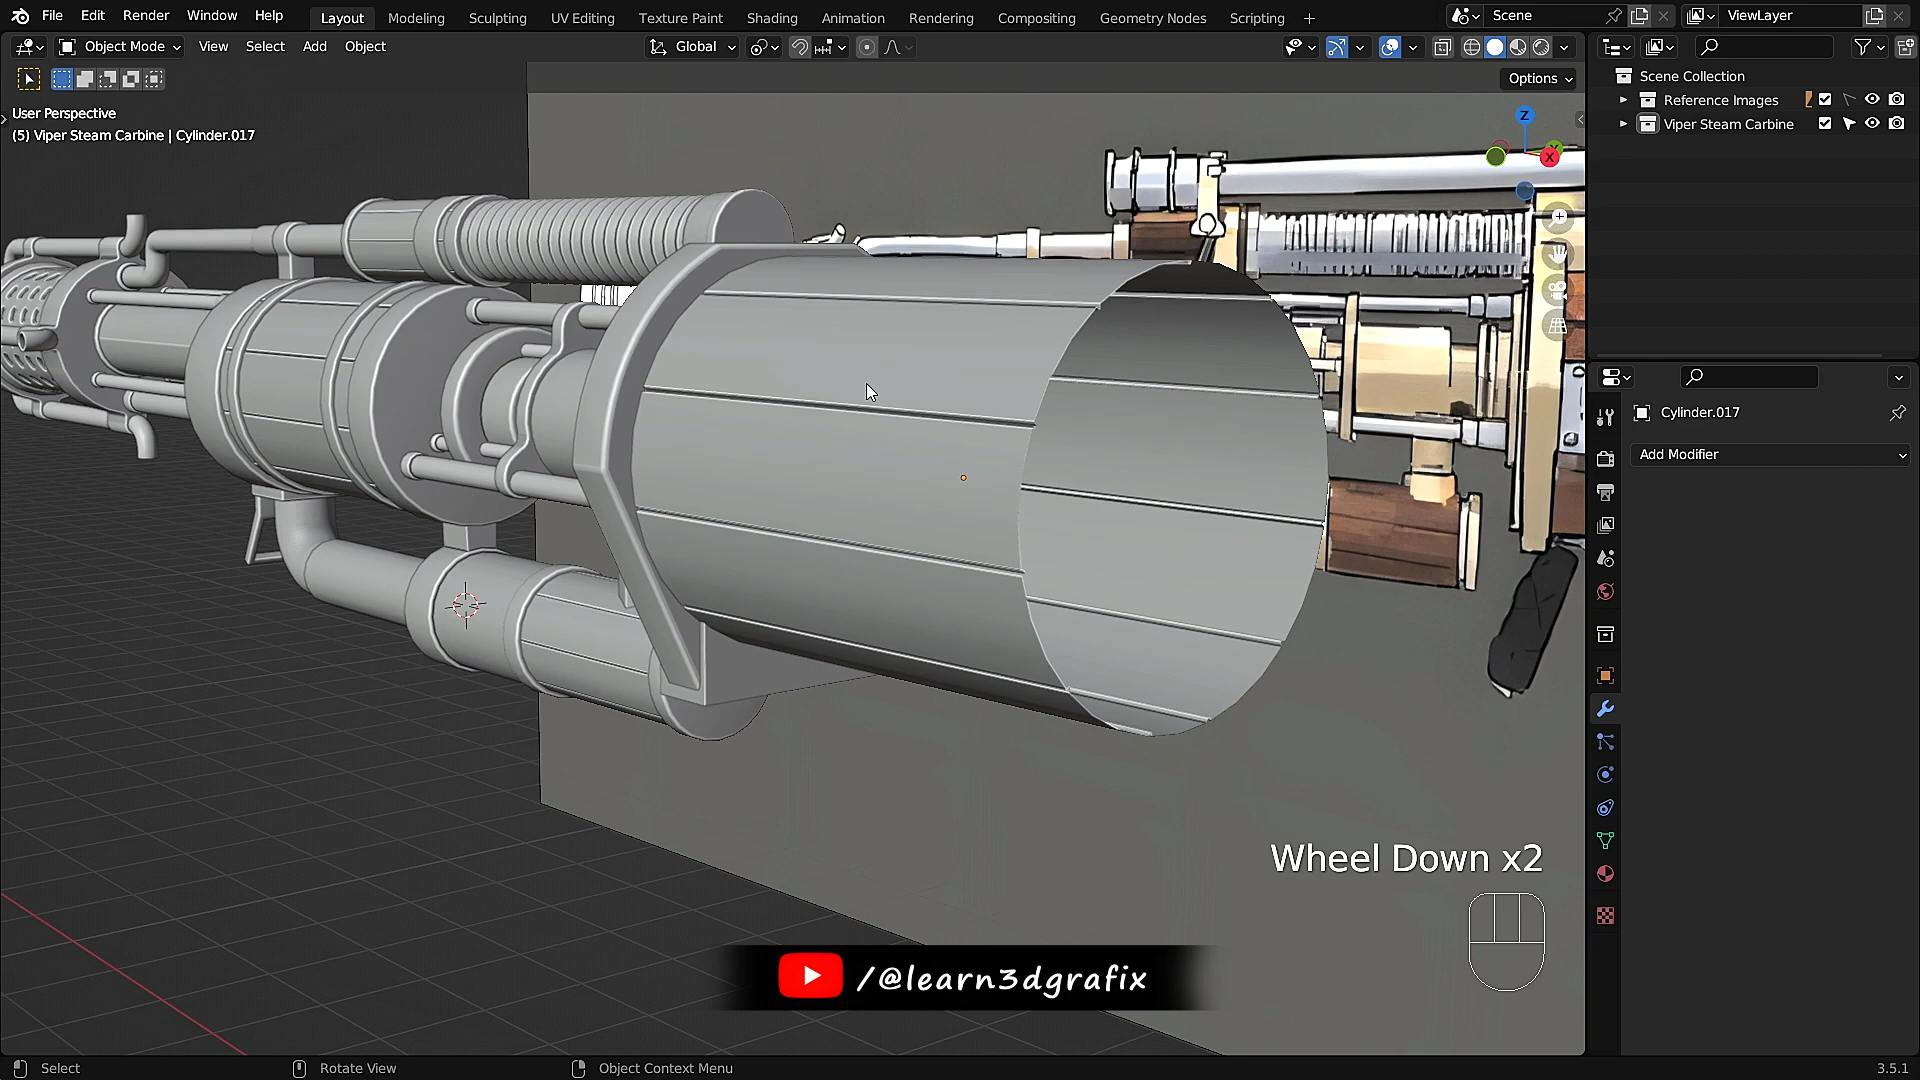 File Edit Render Window Help Layout Modeling Sculpting UV Editing Texture Paint Shading Animation Rendering Compositing Geometry Nodes Scripting + Scene ViewLayer
Object Mode View Select Add Object Global
Options
User Perspective
(5) Viper Steam Carbine | Cylinder.017
Z
Y
X
Scene Collection
Reference Images
Viper Steam Carbine
Cylinder.017
Add Modifier
Wheel Down x2
/@learn3dgrafix
Select Rotate View Object Context Menu 3.5.1